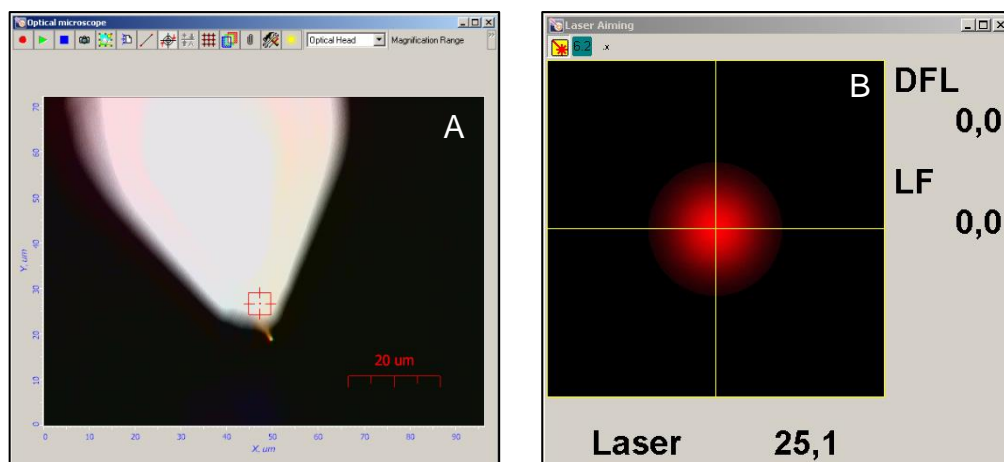 Optical microscope
Optical Head
Magnification Range
A
Y, um
70
60
50
40
30
20
10
0
20 um
0 10 20 30 40 50 60 70 80 90
X, um
Laser Aiming
6.2
.x
B
DFL
0,0
LF
0,0
Laser 25,1